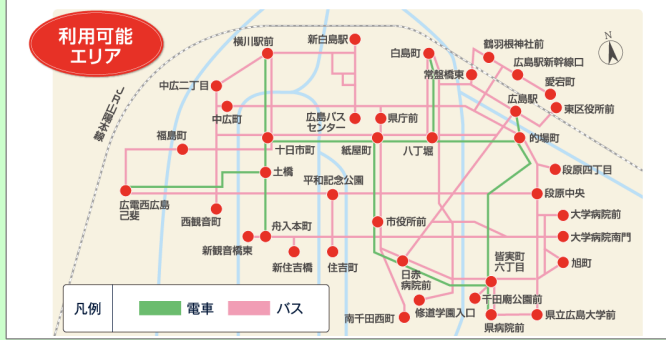 利用可能
エリア
横川駅前
新白島駅
白島町
鶴羽根神社前
N
常盤橋東
広島駅新幹線口
愛宕町
中広二丁目
広島駅
東区役所前
中広町
広島バス
センター
県庁前
福島町
十日市町
紙屋町
八丁堀
的場町
土橋
平和記念公園
段原四丁目
広電西広島
己斐
段原中央
西観音町
舟入本町
市役所前
大学病院前
新観音橋東
大学病院南門
新住吉橋
住吉町
日赤
病院前
皆実町
六丁目
旭町
凡例
電車
バス
南千田西町
修道学園入口
千田廟公園前
県病院前
県立広島大学前